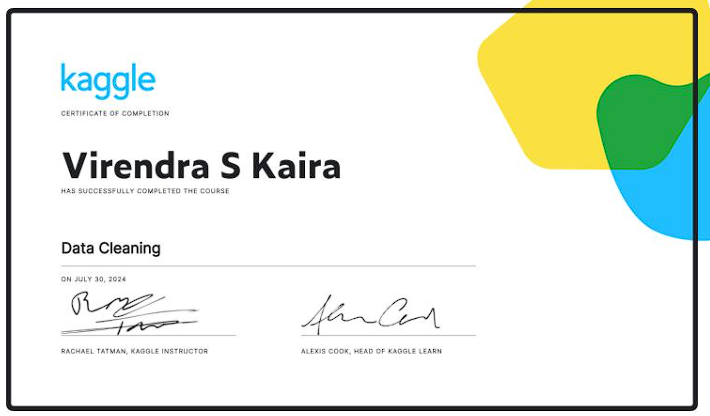 kaggle
CERTIFICATE OF COMPLETION
Virendra S Kaira
HAS SUCCESSFULLY COMPLETED THE COURSE
Data Cleaning
ON JULY 30, 2024
RACHAEL TATMAN, KAGGLE INSTRUCTOR
ALEXIS COOK, HEAD OF KAGGLE LEARN